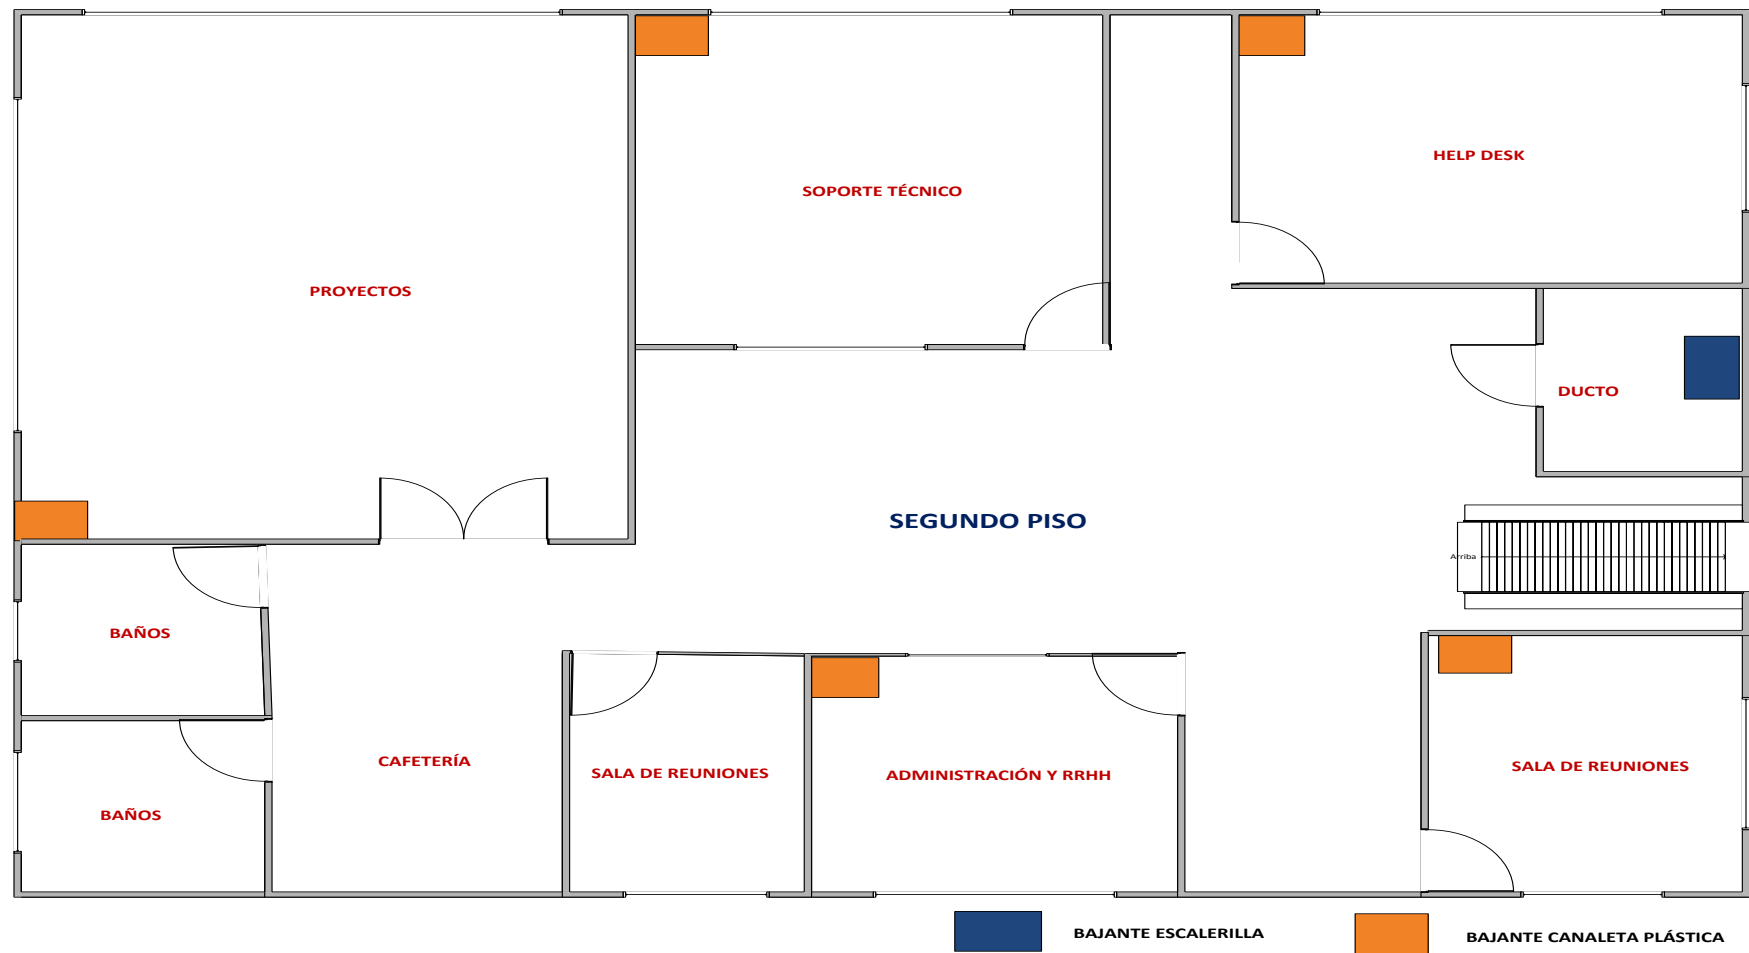 HELP DESK
SOPORTE TÉCNICO
PROYECTOS
DUCTO
SEGUNDO PISO
Arriba
BAÑOS
CAFETERÍA
SALA DE REUNIONES
ADMINISTRACIÓN Y RRHH
SALA DE REUNIONES
BAÑOS
BAJANTE ESCALERILLA
BAJANTE CANALETA PLÁSTICA